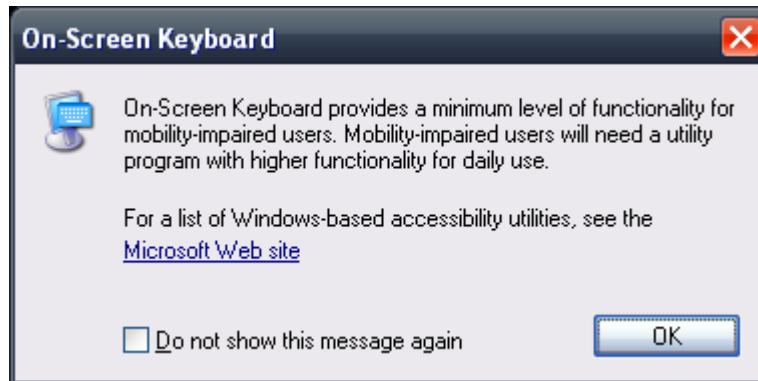 On-Screen Keyboard
On-Screen Keyboard provides a minimum level of functionality for
mobility-impaired users. Mobility-impaired users will need a utility
program with higher functionality for daily use.
For a list of Windows-based accessibility utilities, see the
Microsoft Web site
Do not show this message again
OK